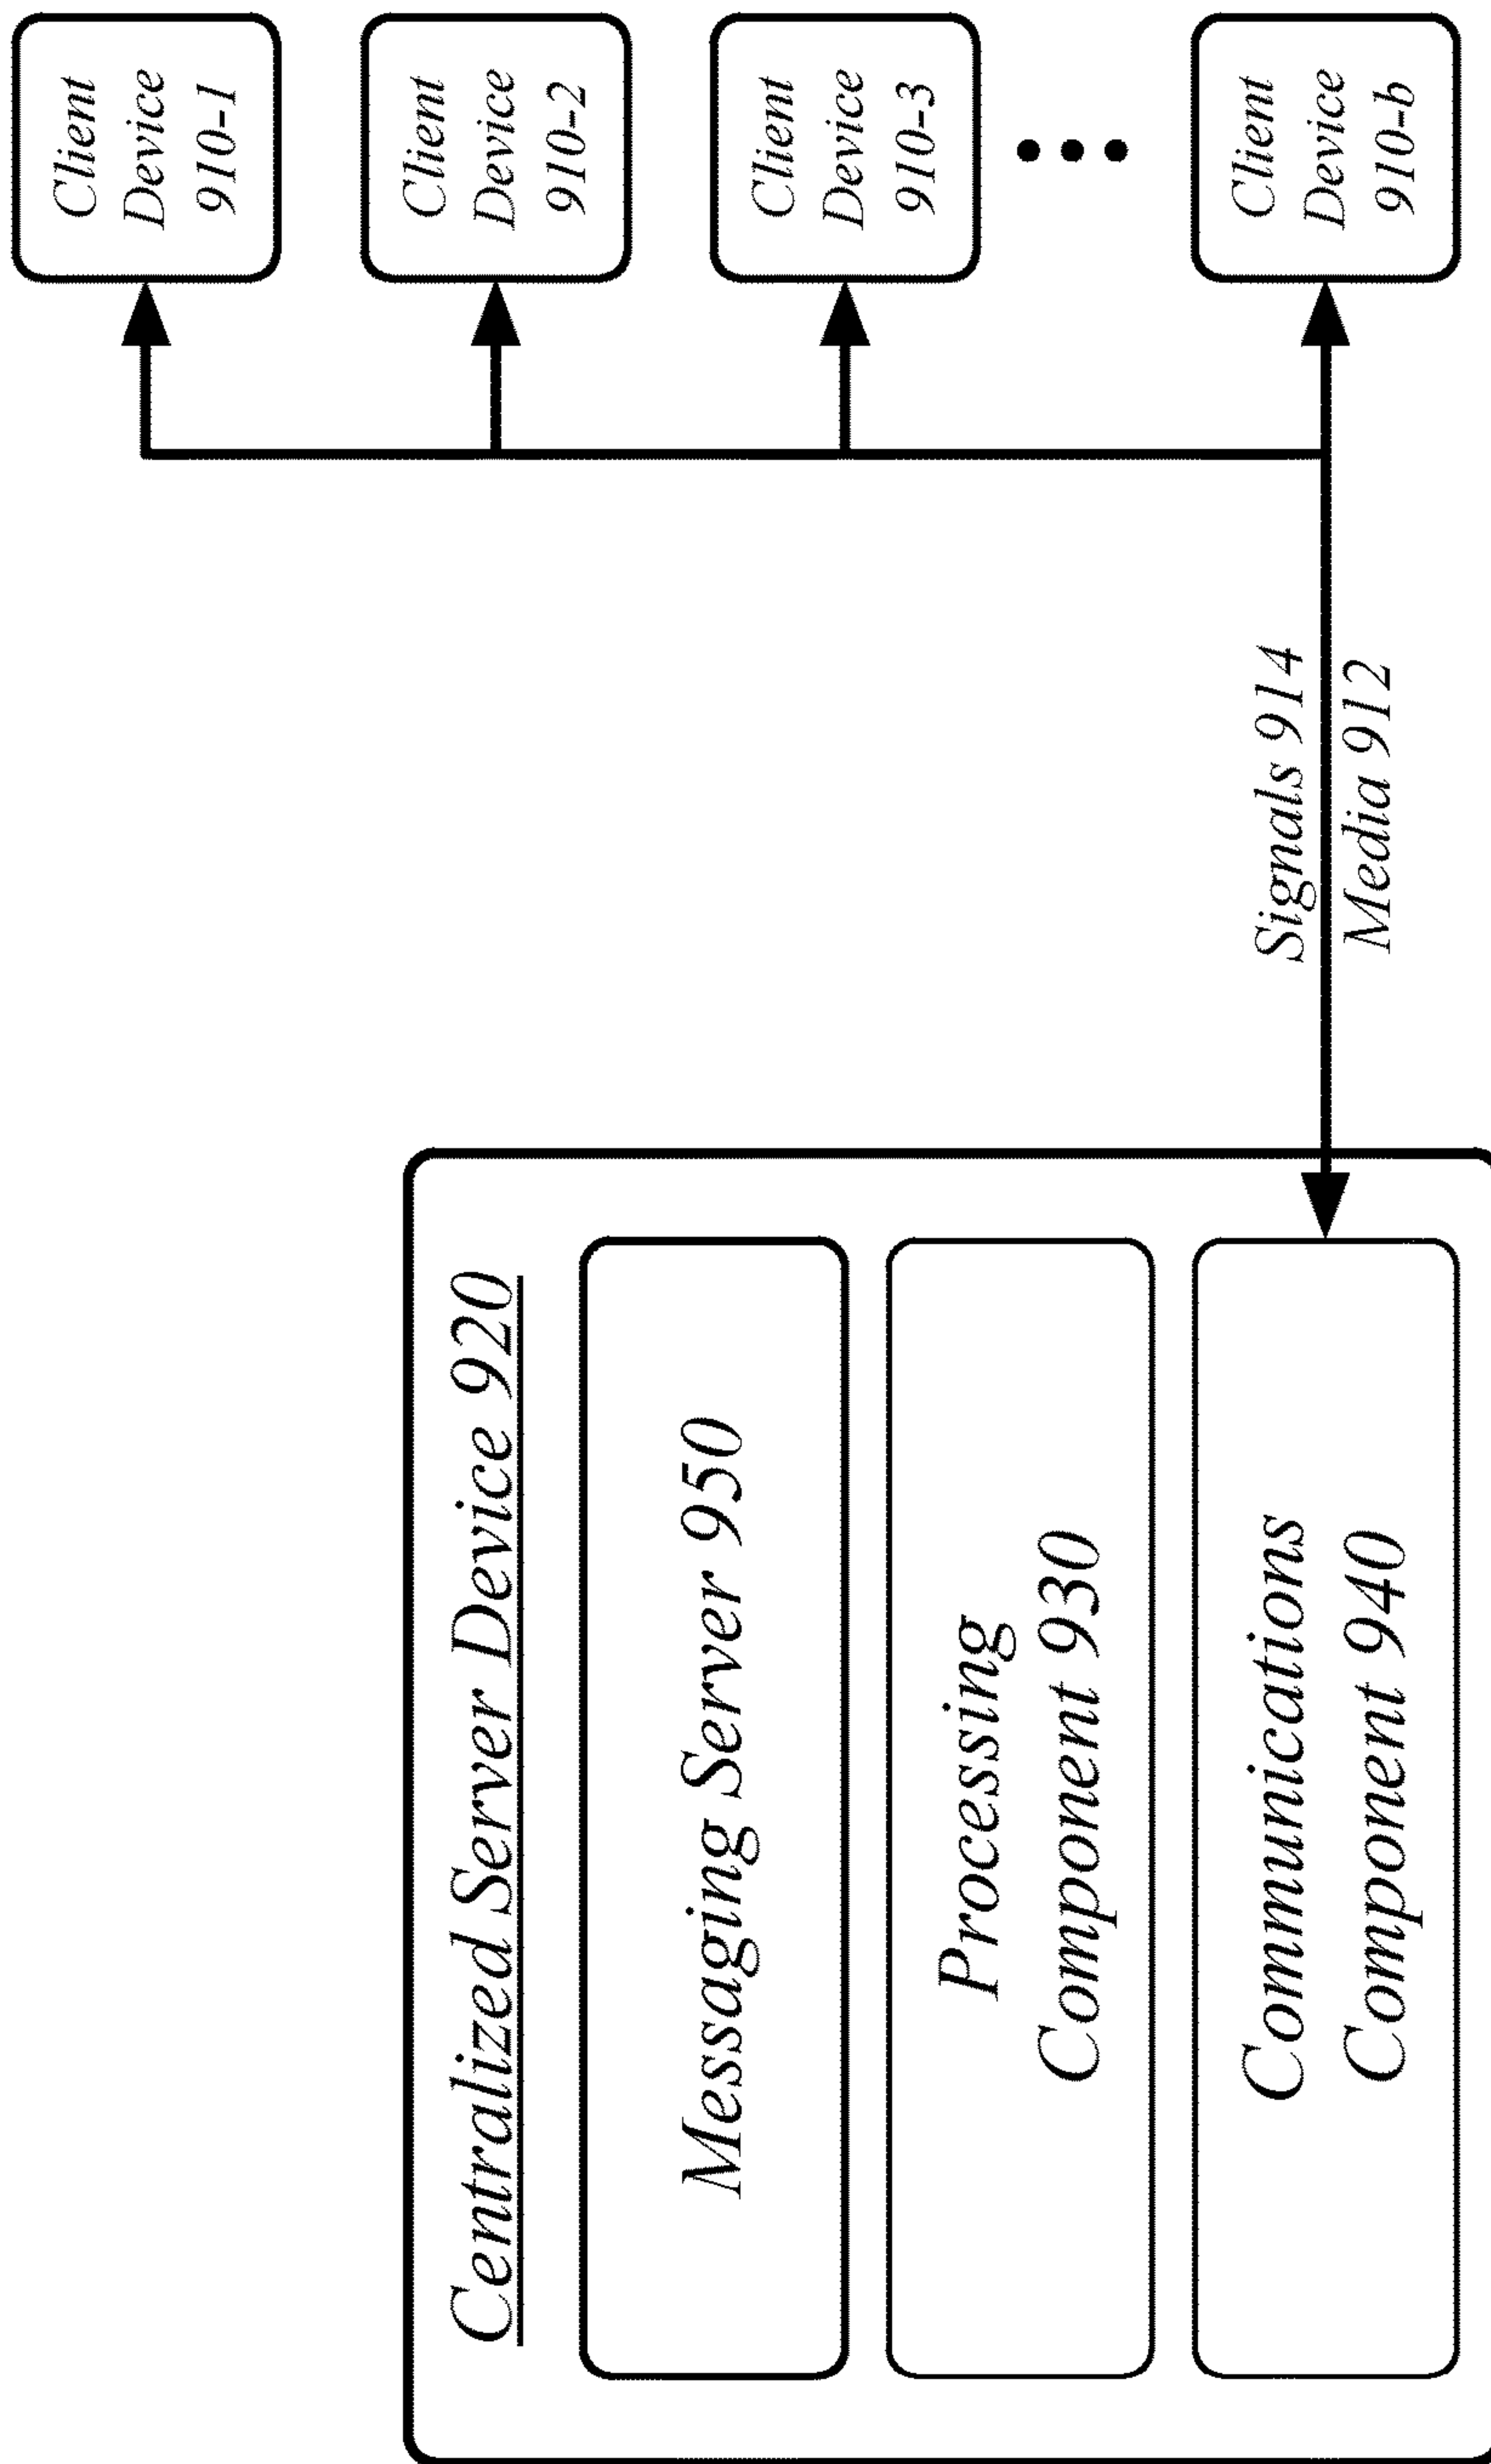 Centralized Server Device 920
Messaging Server 950
Processing
Component 930
Communications
Component 940
Signals 914
Media 912
Client
Device
910-1
Client
Device
910-2
Client
Device
910-3
Client
Device
910-b